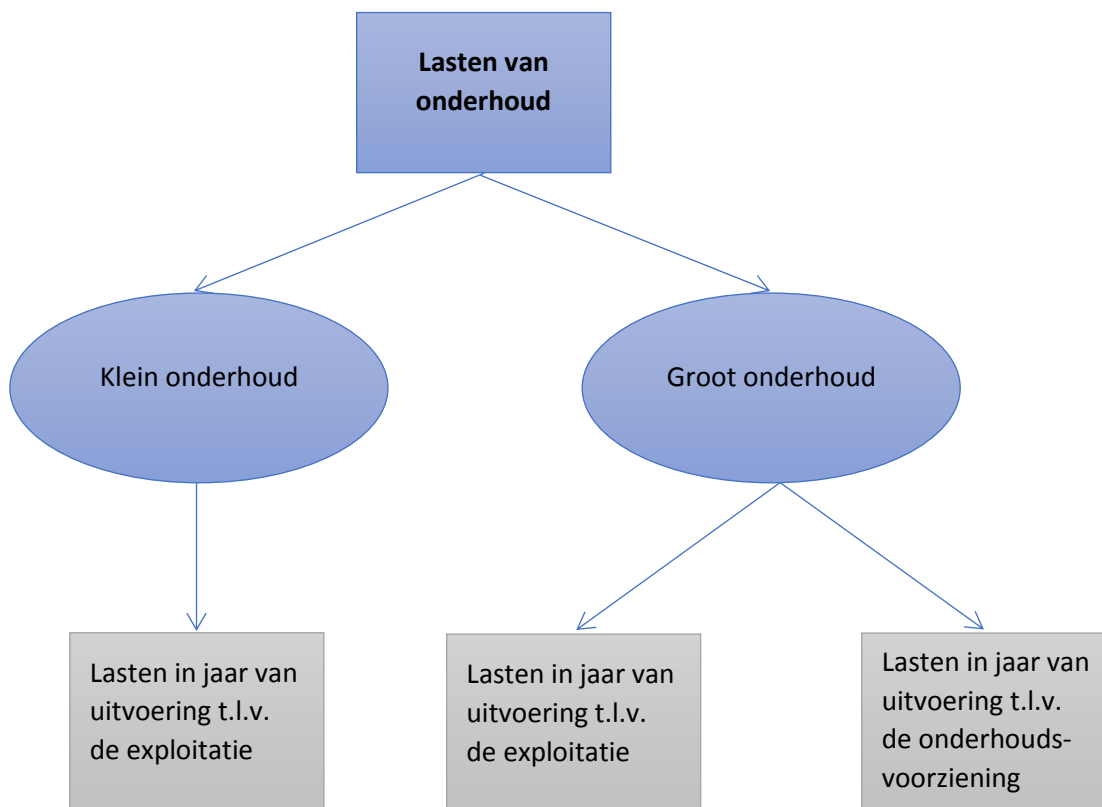 Lasten van
onderhoud
Klein onderhoud
Groot onderhoud
Lasten in jaar van
uitvoering t.l.v.
de exploitatie
Lasten in jaar van
uitvoering t.l.v.
de exploitatie
Lasten in jaar van
uitvoering t.l.v.
de onderhouds-
voorziening